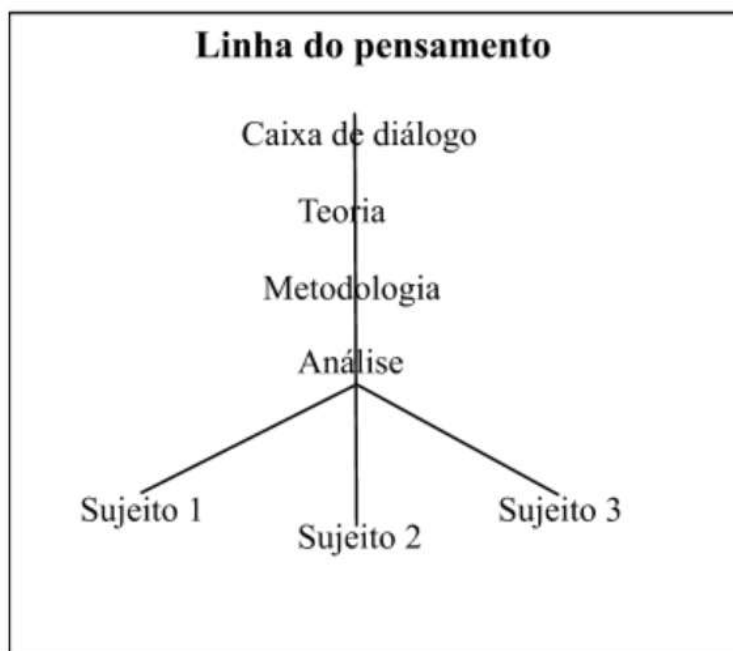 Linha do pensamento
Caixa de diálogo
Teoria
Metodologia
Análise
Sujeito 1
Sujeito 2
Sujeito 3